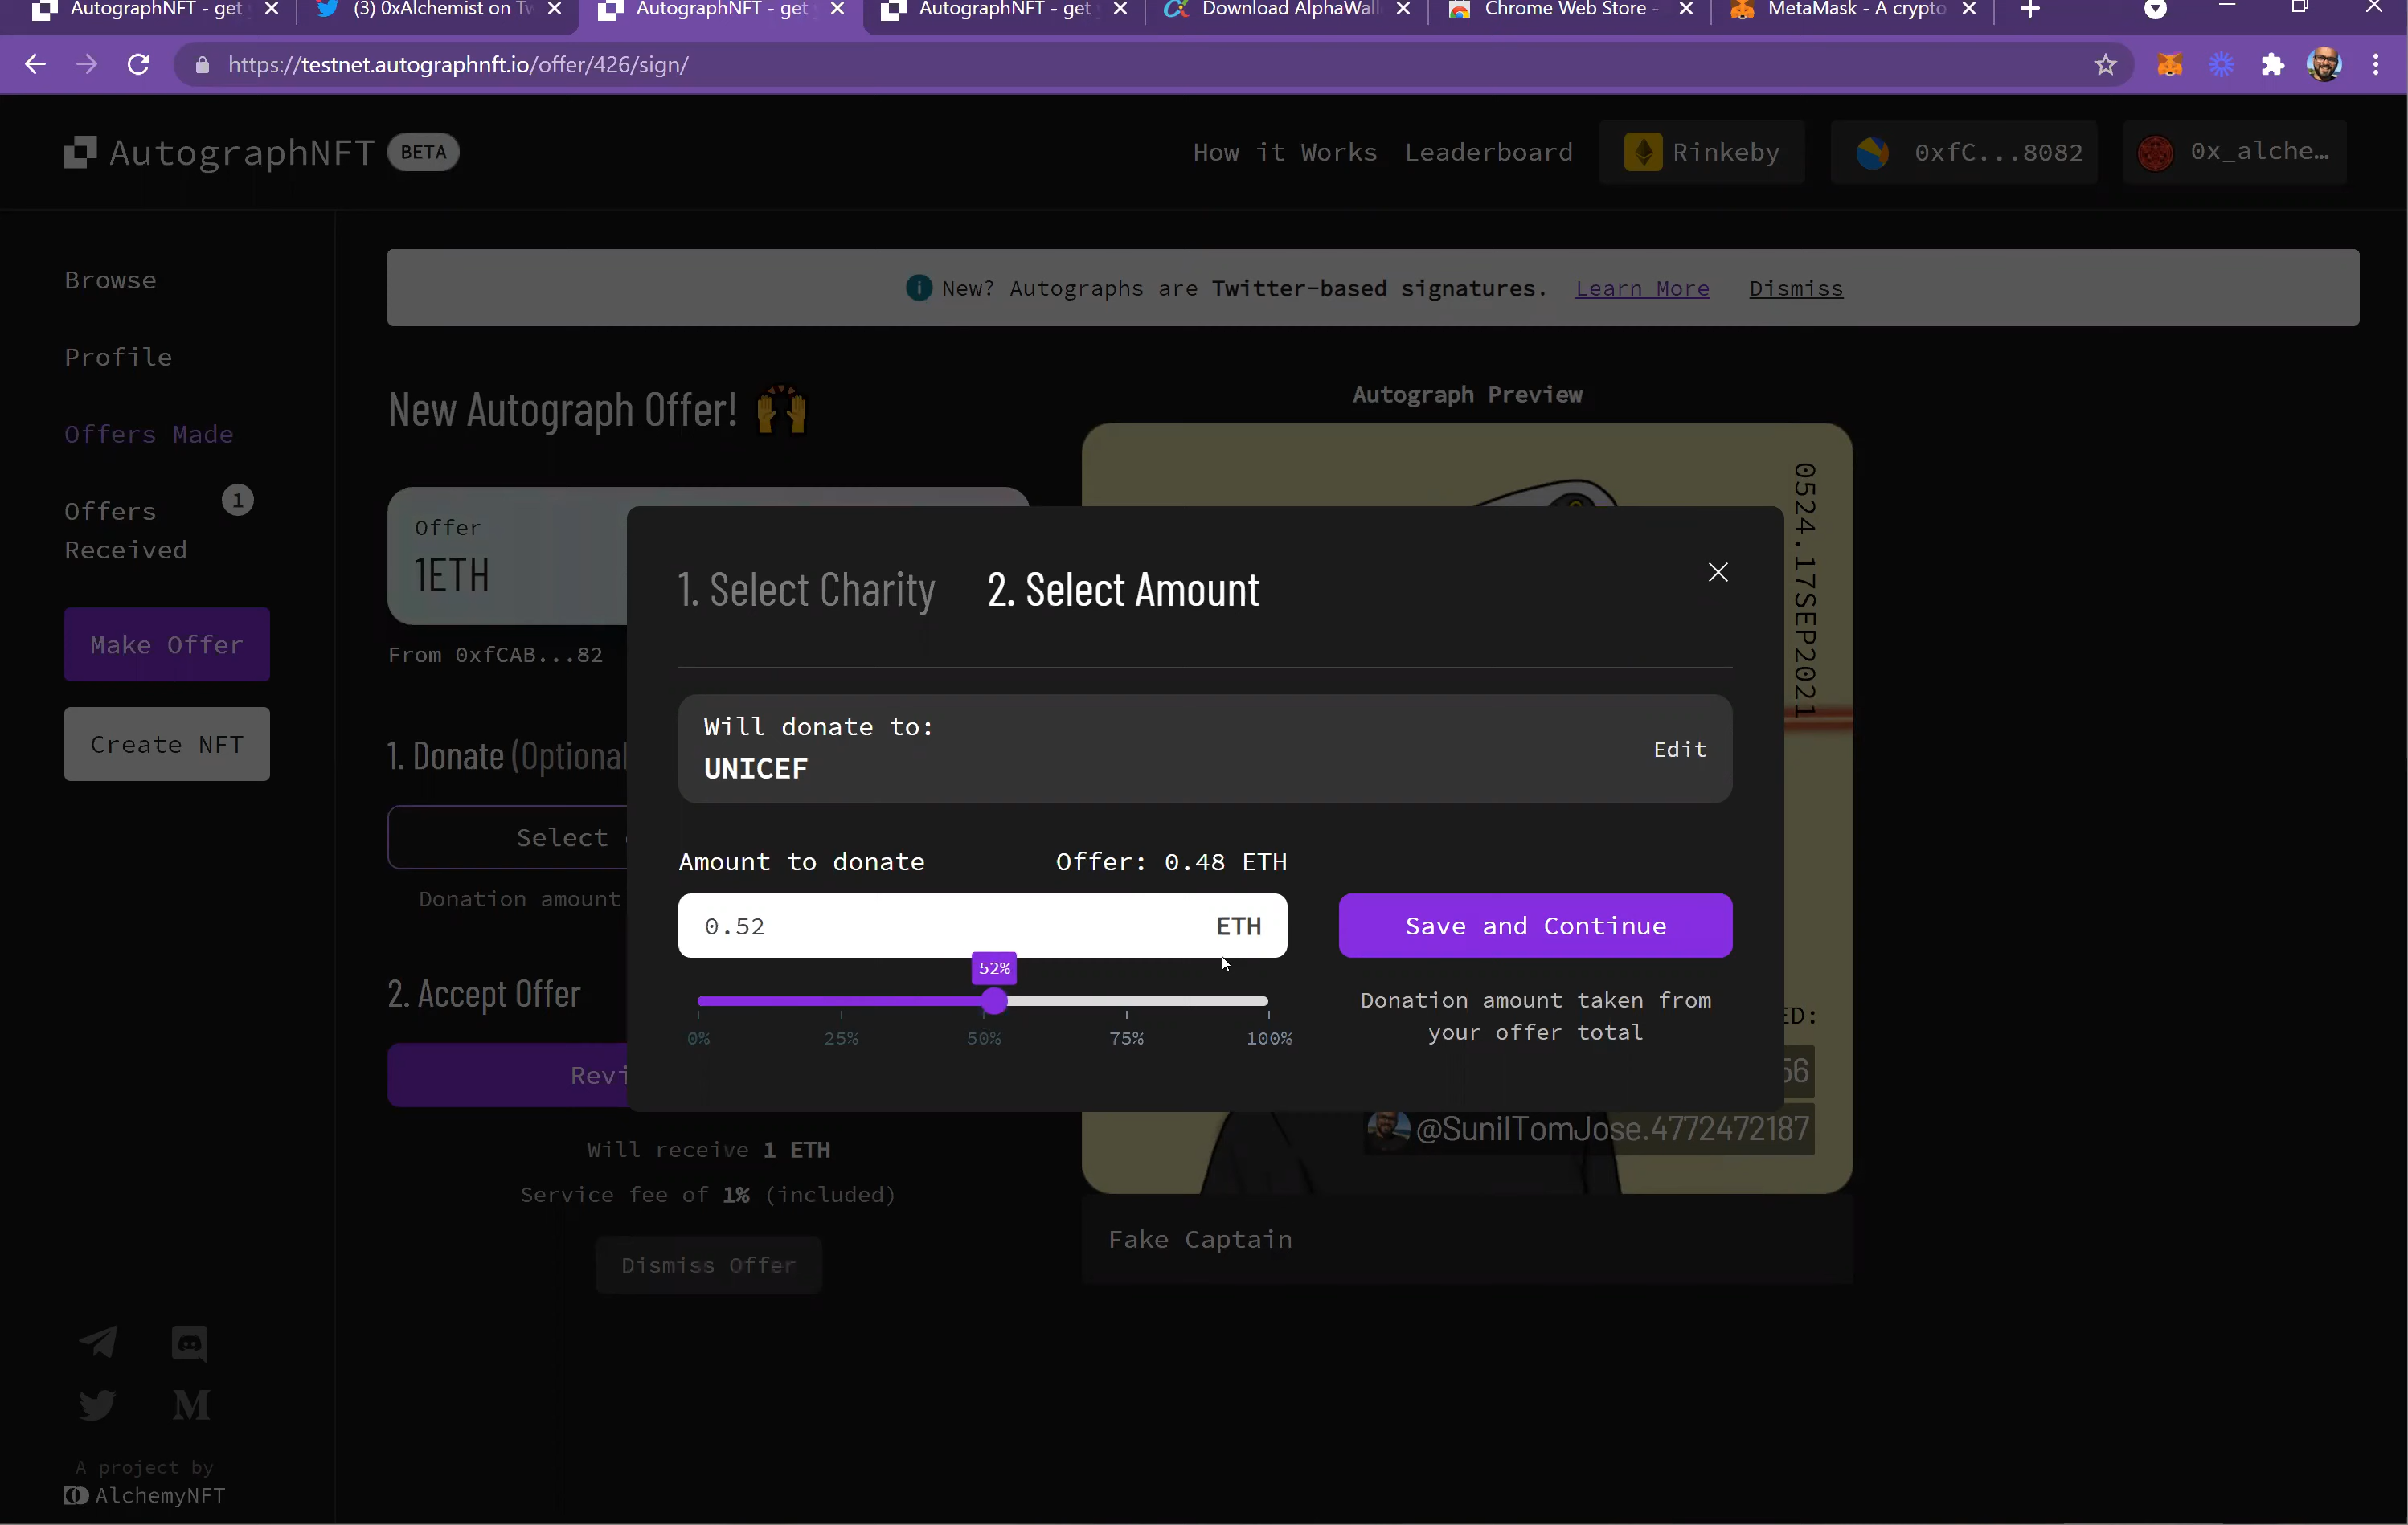 AutographNFT - get
(3) 0xAlchemist on Tw
AutographNFT - get
AutographNFT - get
Download AlphaWall
Chrome Web Store -
MetaMask - A crypto
https://testnet.autographnft.io/offer/426/sign/
AutographNFT BETA
How it Works
Leaderboard
Rinkeby
0xfC...8082
0x_alche…
Browse
Profile
Offers Made
Offers Received
1
Make Offer
Create NFT
New? Autographs are Twitter-based signatures. Learn More Dismiss
New Autograph Offer! 🙌
Offer
1ETH
From 0xfCAB...82
1. Donate (Optional
Select
Donation amount
2. Accept Offer
Revi
Will receive 1 ETH
Service fee of 1% (included)
Dismiss Offer
Autograph Preview
0524.17SEP2021
1. Select Charity
2. Select Amount
Will donate to:
UNICEF
Edit
Amount to donate
Offer: 0.48 ETH
0.52
ETH
Save and Continue
52%
0%
25%
50%
75%
100%
Donation amount taken from
your offer total
ED:
56
@SunilTomJose.4772472187
Fake Captain
A project by
AlchemyNFT